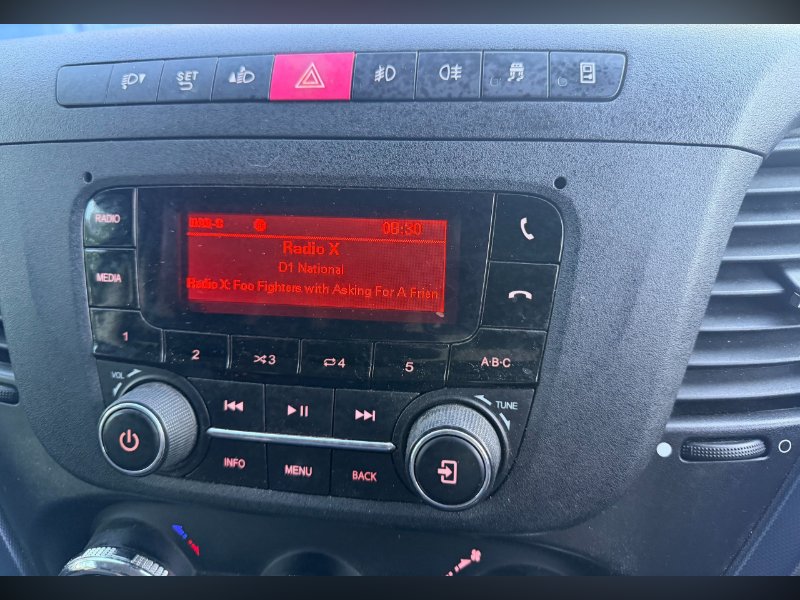 SET
RADIO
MEDIA
DAB-C 08:30
Radio X
D1 National
Radio X: Foo Fighters with Asking For A Frien
1 2 3 4 5 A·B·C
VOL
TUNE
INFO MENU BACK